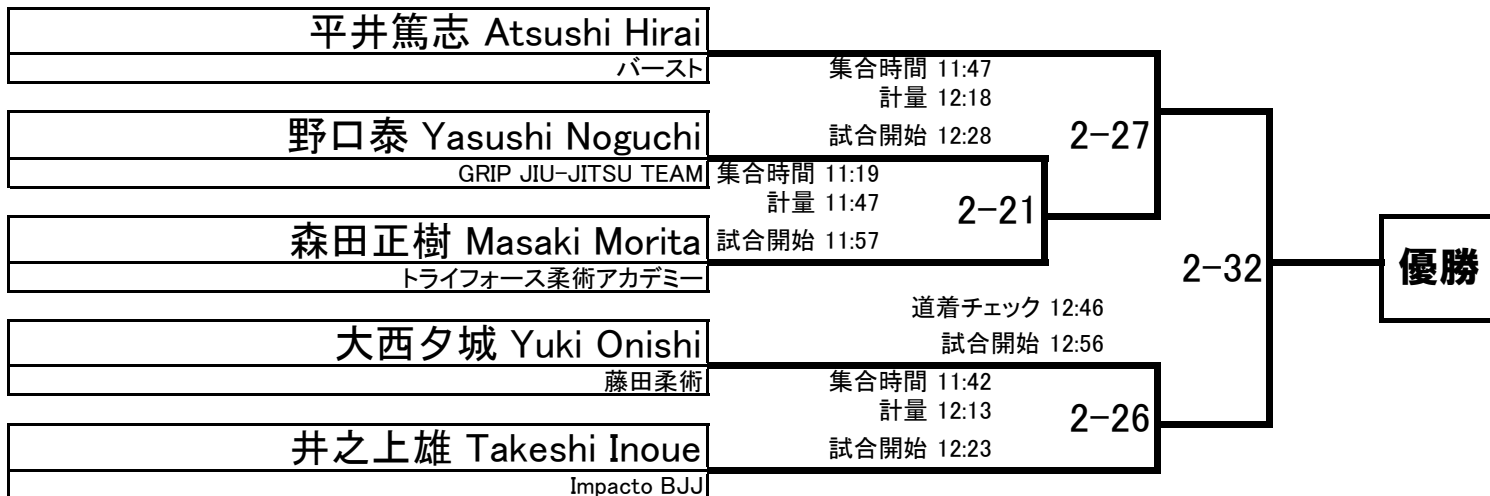 平井篤志 Atsushi Hirai
バースト
集合時間 11:47
計量 12:18
試合開始 12:28
2-27
野口泰 Yasushi Noguchi
GRIP JIU-JITSU TEAM
集合時間 11:19
計量 11:47
試合開始 11:57
2-21
森田正樹 Masaki Morita
トライフォース柔術アカデミー
2-32
優勝
道着チェック 12:46
試合開始 12:56
大西夕城 Yuki Onishi
藤田柔術
集合時間 11:42
計量 12:13
試合開始 12:23
2-26
井之上雄 Takeshi Inoue
Impacto BJJ